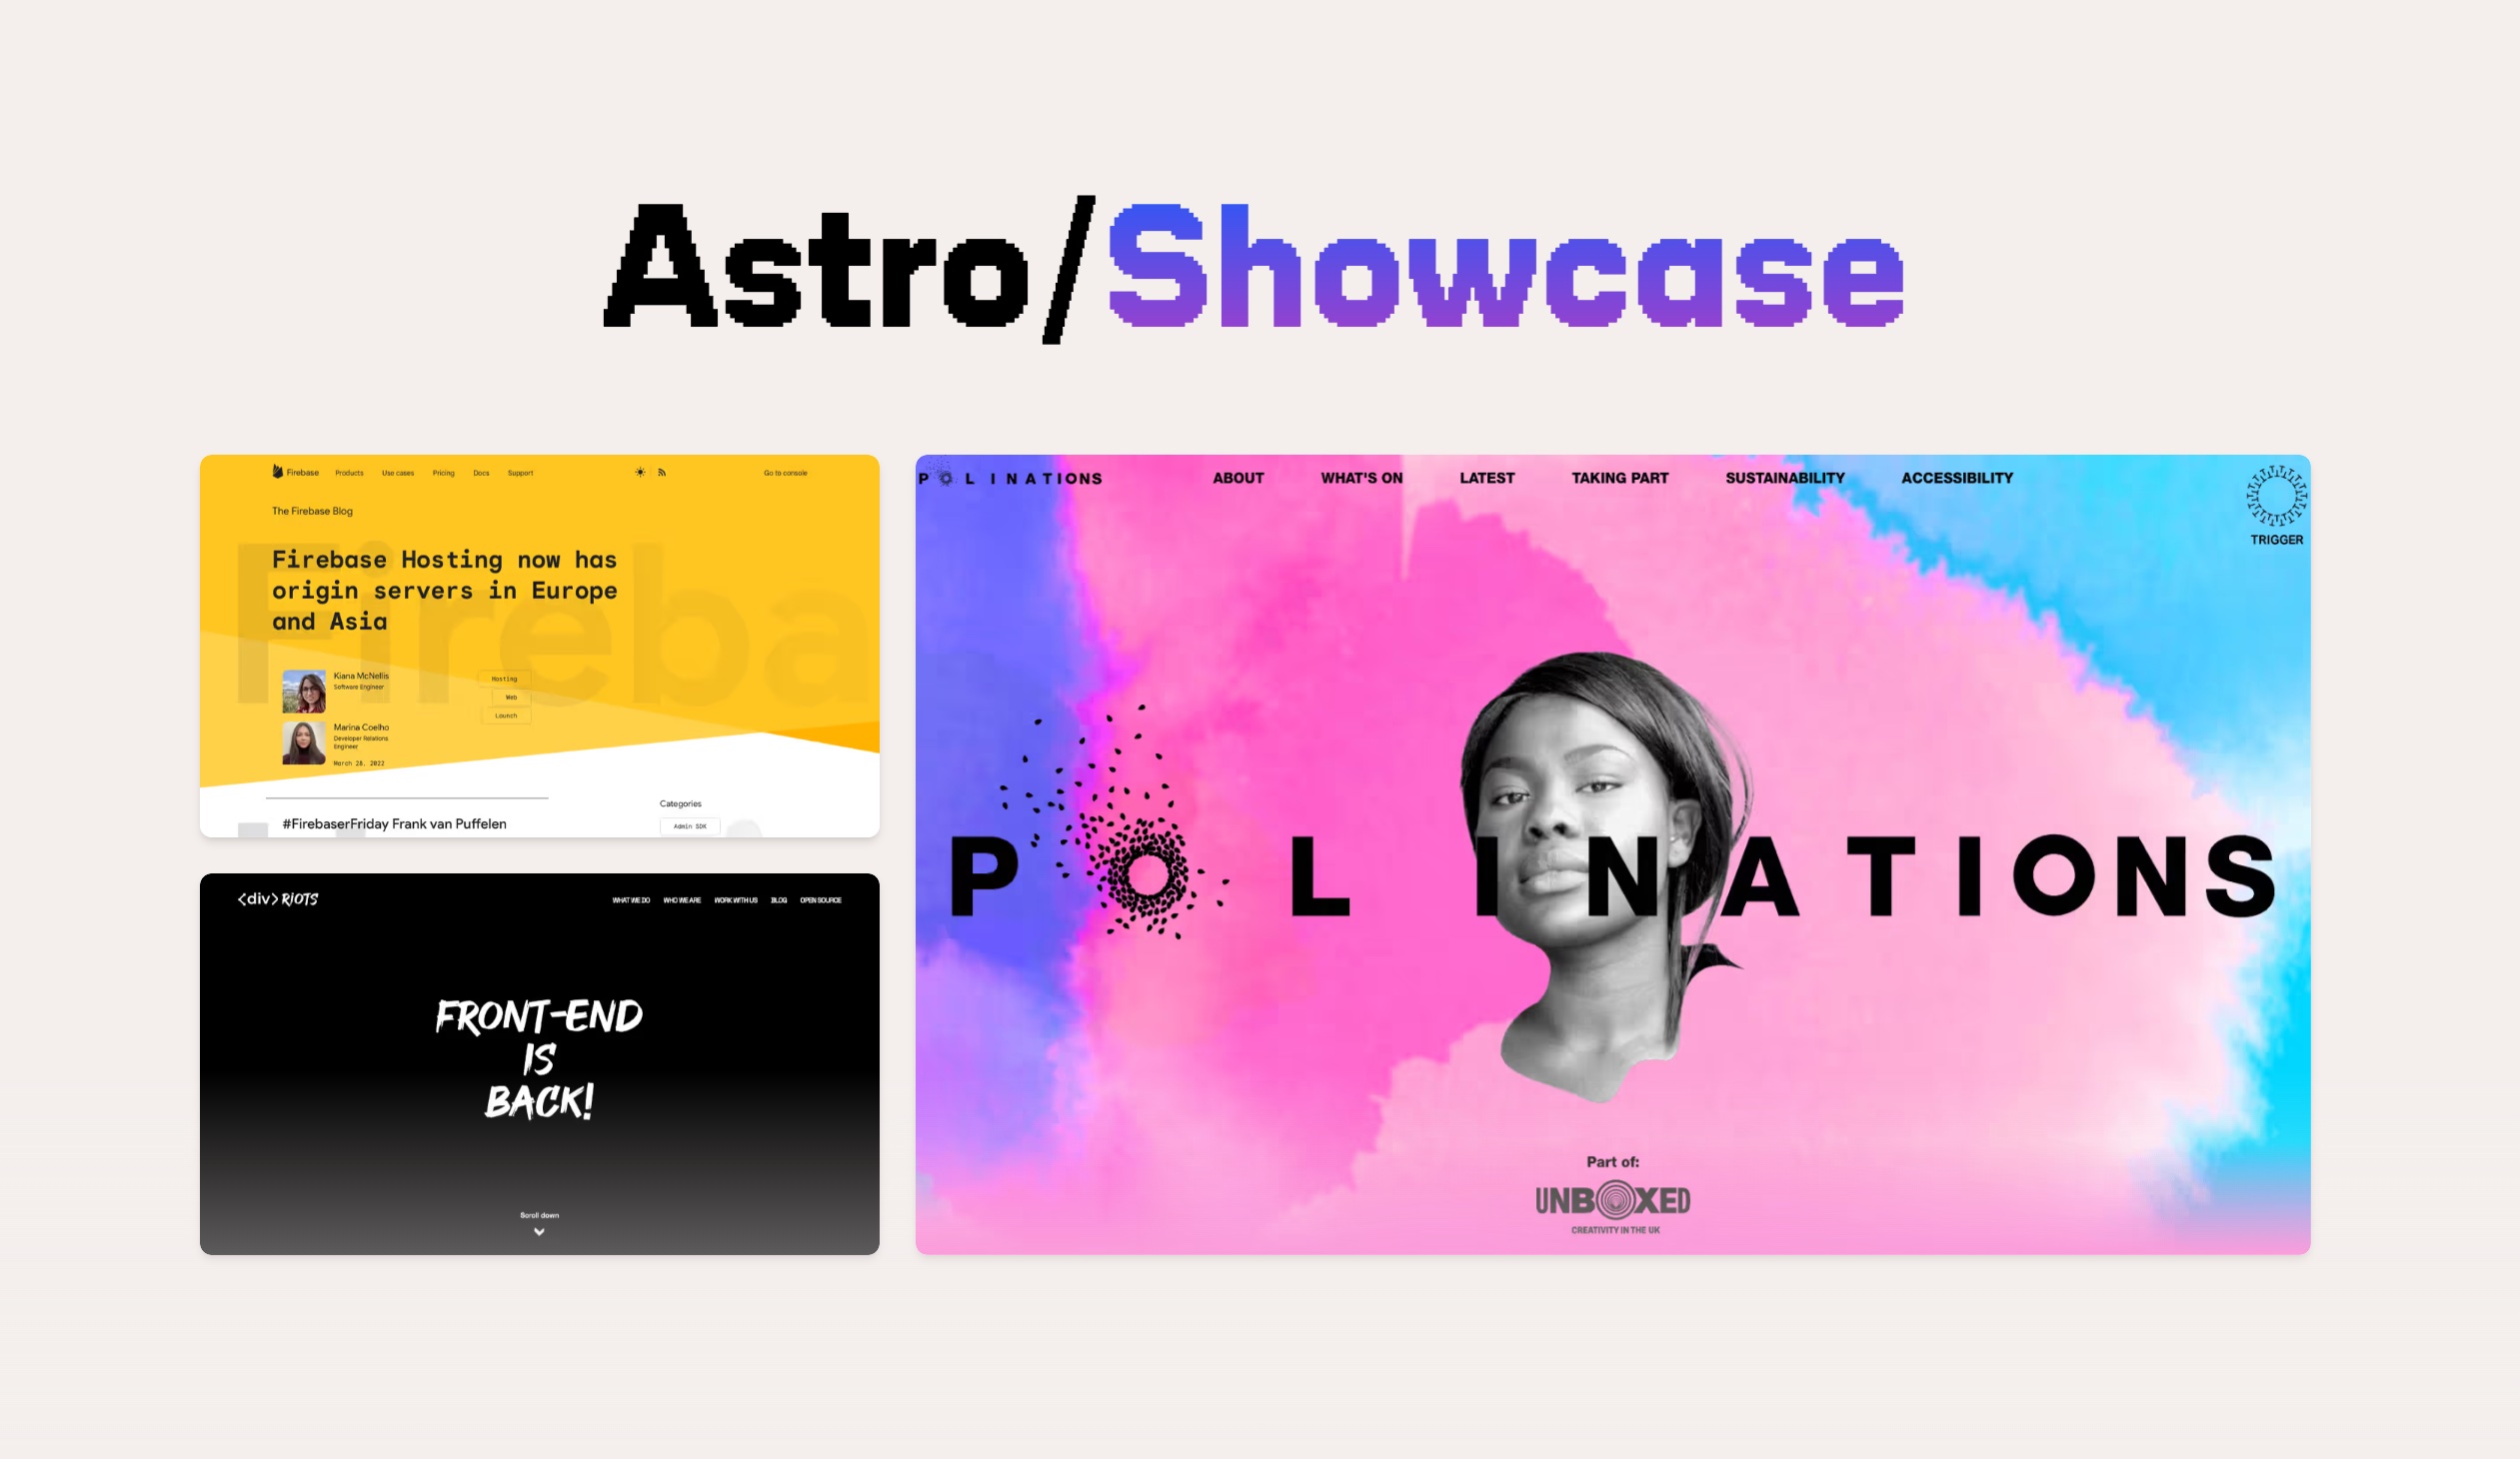 Astro/Showcase
Firebase Products Use cases Pricing Docs Support Go to console
The Firebase Blog
Fireba
Firebase Hosting now has
origin servers in Europe
and Asia
Kiana McNellis
Software Engineer
Hosting
Web
Launch
Marina Coelho
Developer Relations
Engineer
March 28, 2022
#FirebaserFriday Frank van Puffelen
Categories
Admin SDK
<div> RIOTS WHAT WE DO WHO WE ARE WORK WITH US BLOG OPEN SOURCE
FRONT-END
IS
BACK!
Scroll down
POLINATIONS ABOUT WHAT'S ON LATEST TAKING PART SUSTAINABILITY ACCESSIBILITY
TRIGGER
POLINATIONS
Part of:
UNBOXED
CREATIVITY IN THE UK